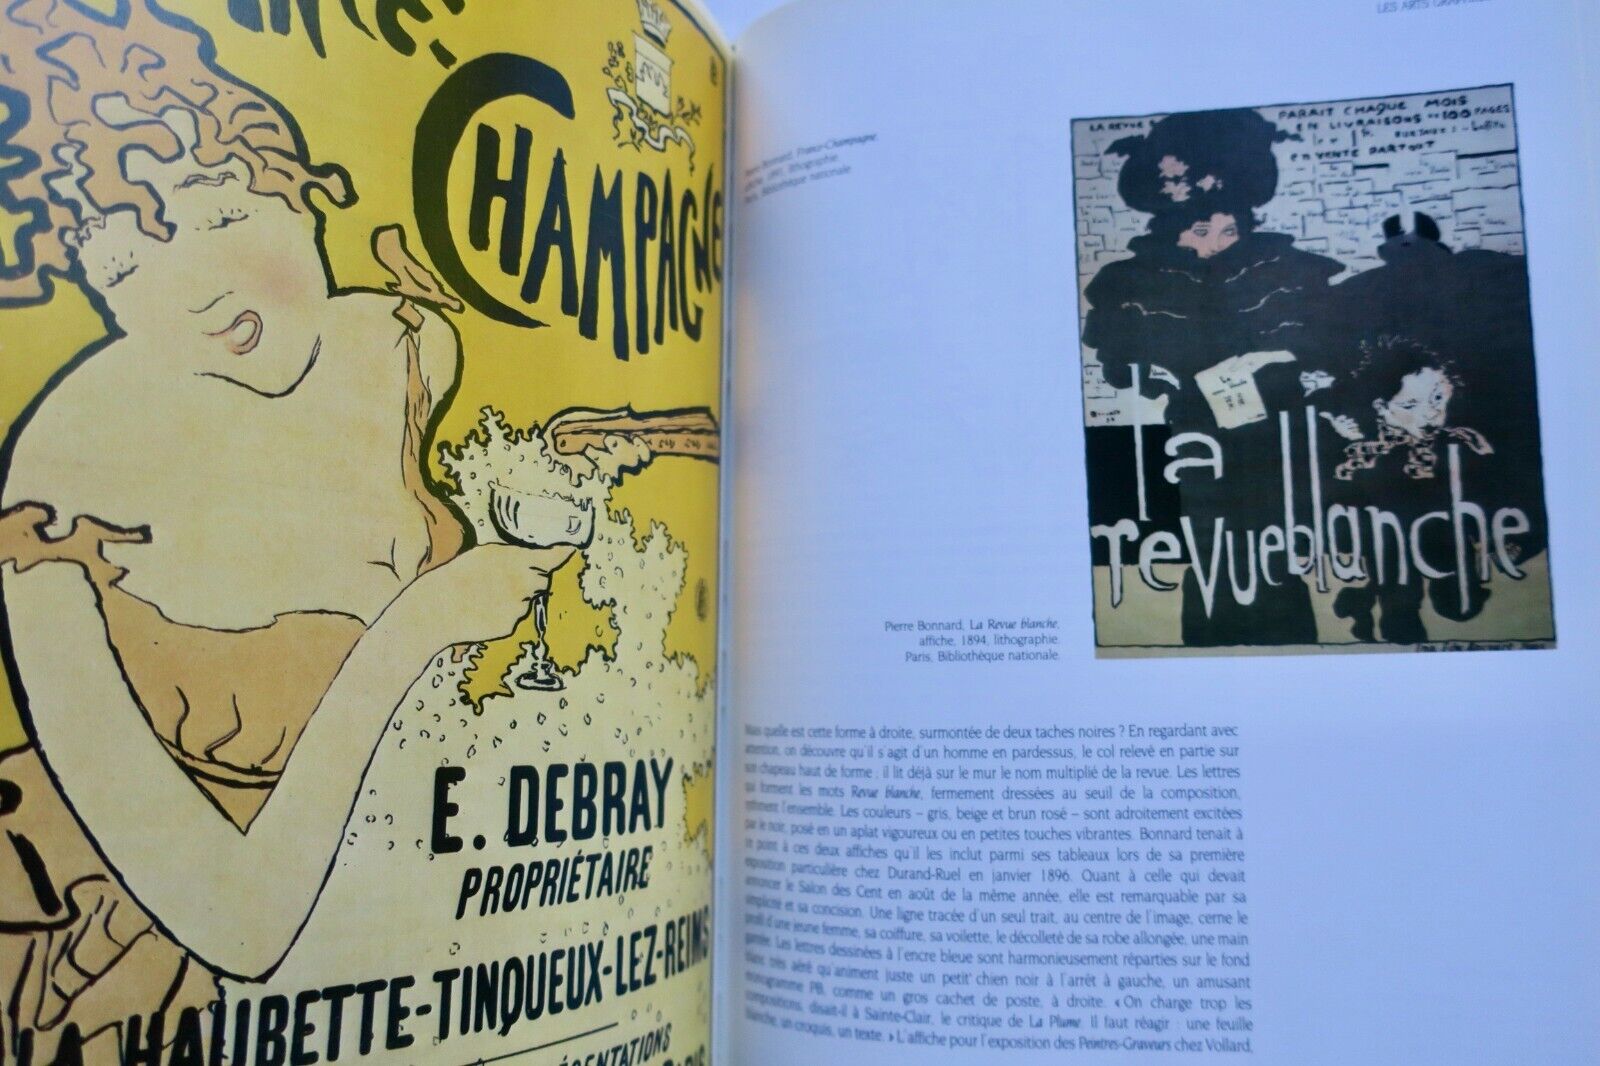 CHAMPAGNE
E. DEBRAY
PROPRIÉTAIRE
LA HAUBETTE-TINQUEUX-LEZ-REIMS
LES ARTS GRAPHIQUES
Bonnard, France-Champagne,
1891, lithographie.
Bibliothèque nationale
LA REVUE
PARAIT CHAQUE MOIS
EN LIVRAISONS DE 100 PAGES
en VENTE PARTOUT
la
revue blanche
Pierre Bonnard, La Revue blanche,
affiche, 1894, lithographie.
Paris, Bibliothèque nationale.
Mais quelle est cette forme à droite, surmontée de deux taches noires ? En regardant avec
attention, on découvre qu'il s'agit d'un homme en pardessus, le col relevé en partie sur
son chapeau haut de forme ; il lit déjà sur le mur le nom multiplié de la revue. Les lettres
qui forment les mots Revue blanche, fermement dressées au seuil de la composition,
rythment l'ensemble. Les couleurs – gris, beige et brun rosé – sont adroitement excitées
par le noir, posé en un aplat vigoureux ou en petites touches vibrantes. Bonnard tenait à
ce point à ces deux affiches qu'il les inclut parmi ses tableaux lors de sa première
exposition particulière chez Durand-Ruel en janvier 1896. Quant à celle qui devait
annoncer le Salon des Cent en août de la même année, elle est remarquable par sa
simplicité et sa concision. Une ligne tracée d'un seul trait, au centre de l'image, cerne le
profil d'une jeune femme, sa coiffure, sa voilette, le décolleté de sa robe allongée, une main
gantée. Les lettres dessinées à l'encre bleue sont harmonieusement réparties sur le fond
blanc très aéré qu'animent juste un petit chien noir à l'arrêt à gauche, un amusant
monogramme PB, comme un gros cachet de poste, à droite. « On charge trop les
compositions, disait-il à Sainte-Clair, le critique de La Plume. Il faut réagir : une feuille
blanche, un croquis, un texte. » L'affiche pour l'exposition des Peintres-Graveurs chez Vollard,